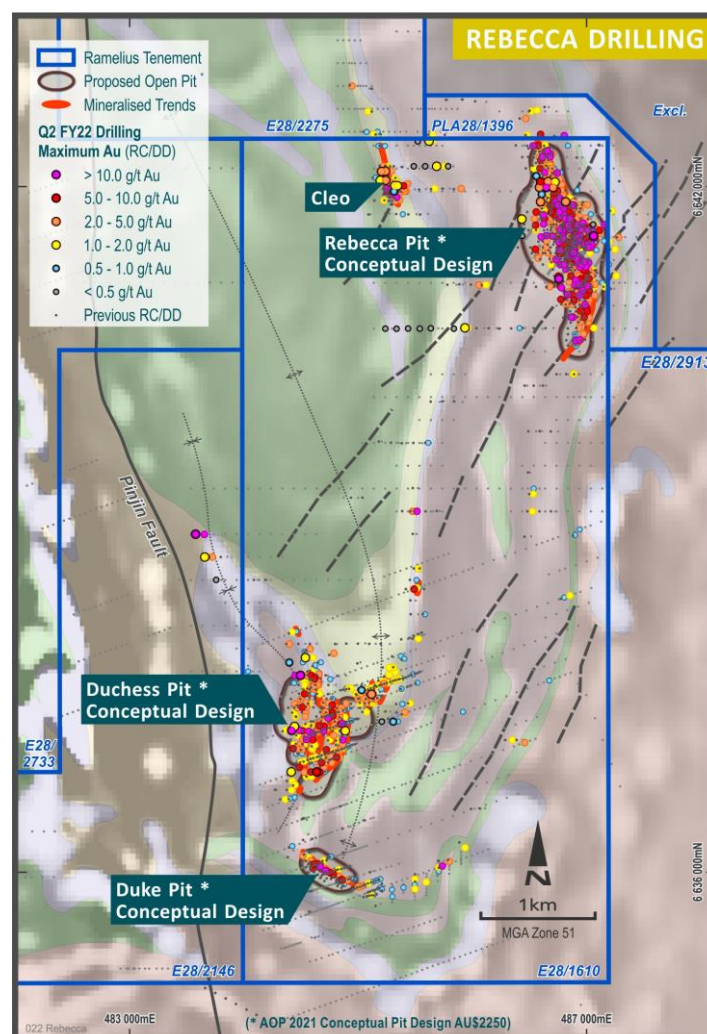 REBECCA DRILLING
Ramelius Tenement
Proposed Open Pit *
Mineralised Trends
Q2 FY22 Drilling
Maximum Au (RC/DD)
> 10.0 g/t Au
5.0 - 10.0 g/t Au
2.0 - 5.0 g/t Au
1.0 - 2.0 g/t Au
0.5 - 1.0 g/t Au
< 0.5 g/t Au
Previous RC/DD
E28/2275
PLA28/1396
Excl.
6 642 000mN
Cleo
Rebecca Pit *
Conceptual Design
E28/2913
Pinjin Fault
Duchess Pit *
Conceptual Design
E28/
2733
Duke Pit *
Conceptual Design
N
1km
MGA Zone 51
6 636 000mN
E28/2146
E28/1610
483 000mE
487 000mE
022 Rebecca
(* AOP 2021 Conceptual Pit Design AU$2250)